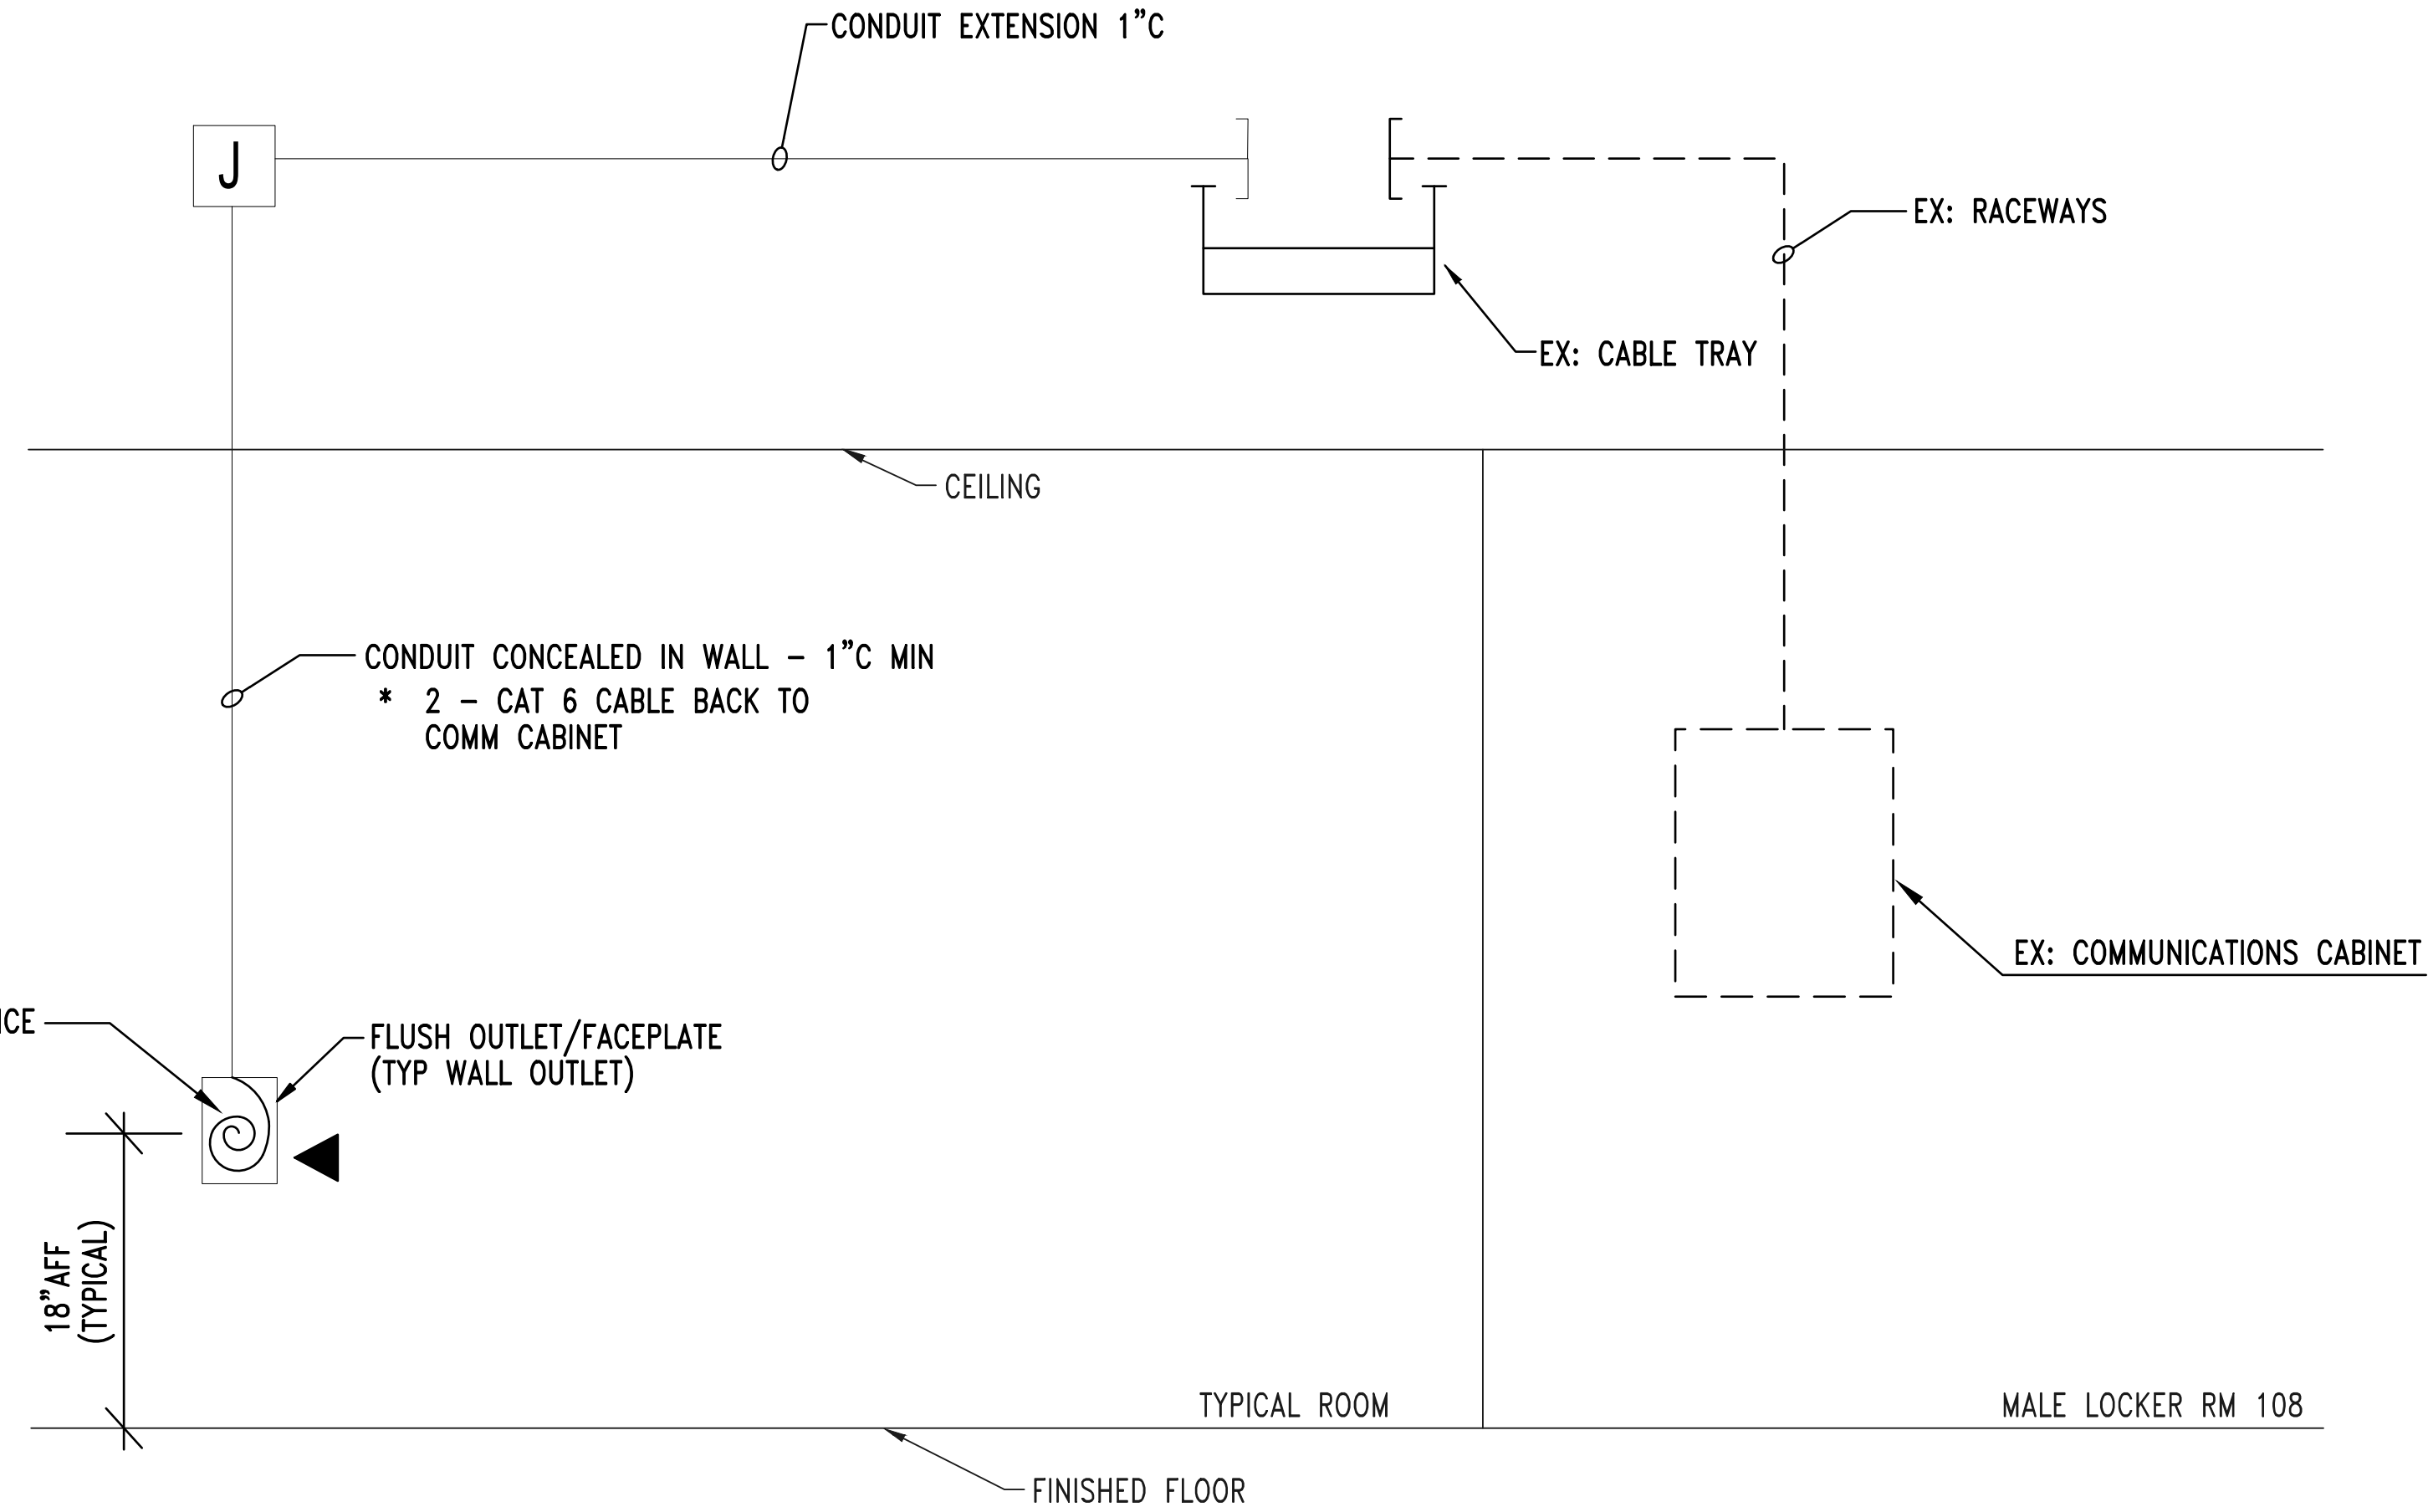 CONDUIT EXTENSION 1"C
J
EX: RACEWAYS
EX: CABLE TRAY
CEILING
CONDUIT CONCEALED IN WALL - 1"C MIN
* 2 - CAT 6 CABLE BACK TO
COMM CABINET
EX: COMMUNICATIONS CABINET
FLUSH OUTLET/FACEPLATE
(TYP WALL OUTLET)
18"AFF
(TYPICAL)
TYPICAL ROOM
MALE LOCKER RM 108
FINISHED FLOOR